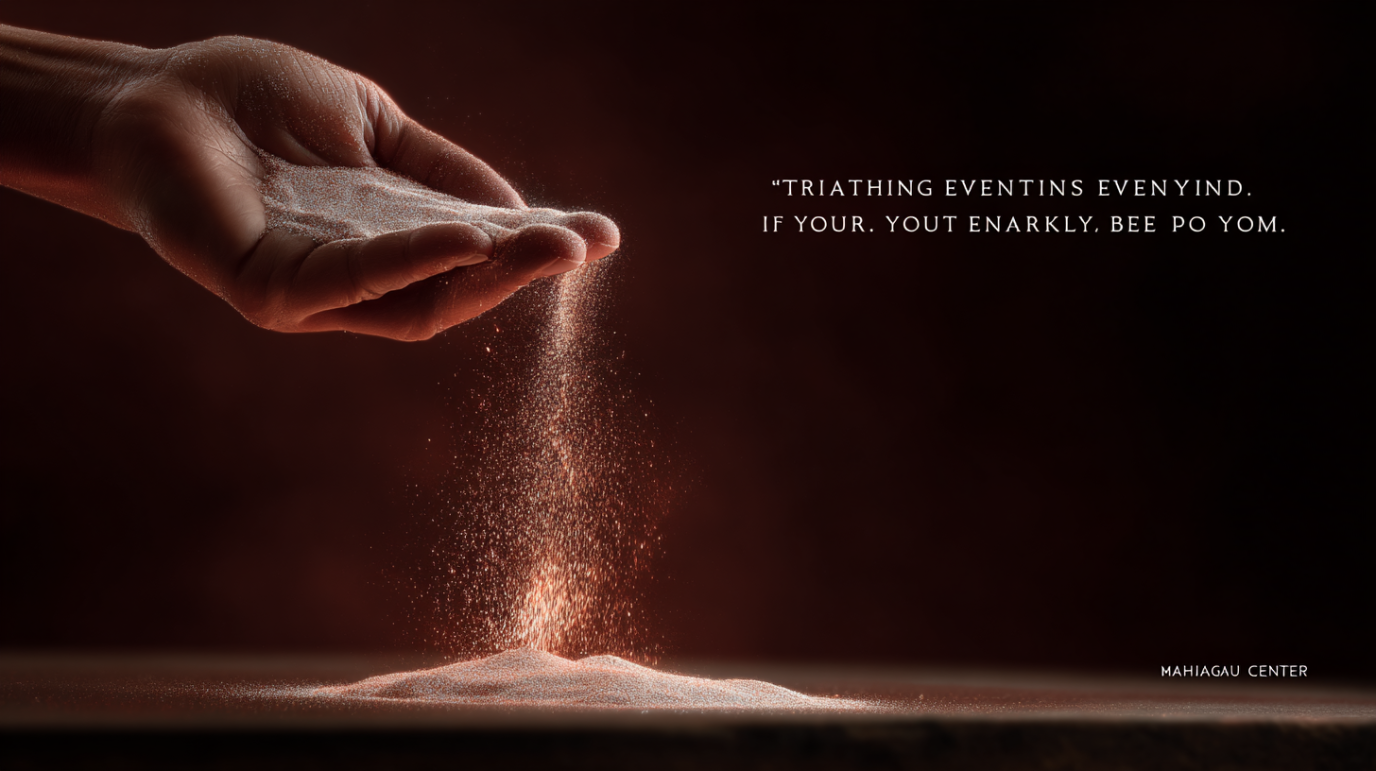 “TRIATHING EVENTINS EVENYIND.
IF YOUR. YOUT ENARKLY, BEE PO YOM.
MAHIAGAU CENTER